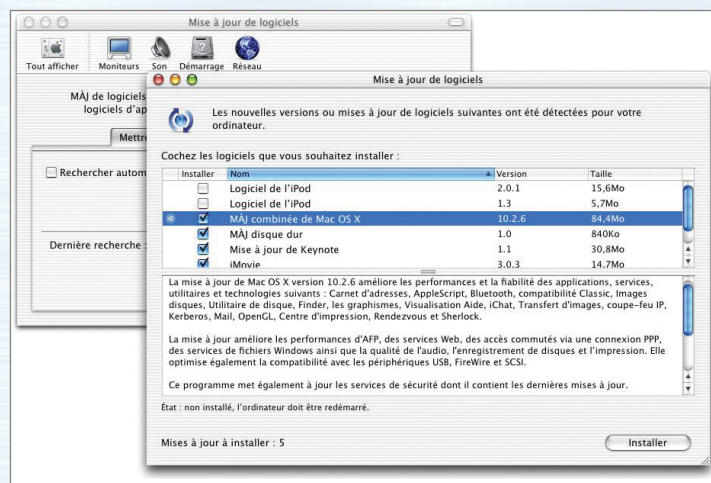 Mise à jour de logiciels
Tout afficher Moniteurs Son Démarrage Réseau
MÀJ de logiciels
logiciels d'ap
Mettre
Rechercher autom
Dernière recherche :
Mise à jour de logiciels
Les nouvelles versions ou mises à jour de logiciels suivantes ont été détectées pour votre
ordinateur.
Cochez les logiciels que vous souhaitez installer :
Installer Nom Version Taille
Logiciel de l'iPod 2.0.1 15,6Mo
Logiciel de l'iPod 1.3 5,7Mo
MÀJ combinée de Mac OS X 10.2.6 84,4Mo
MÀJ disque dur 1.0 840Ko
Mise à jour de Keynote 1.1 30,8Mo
iMovie 3.0.3 14,7Mo
La mise à jour de Mac OS X version 10.2.6 améliore les performances et la fiabilité des applications, services,
utilitaires et technologies suivants : Carnet d'adresses, AppleScript, Bluetooth, compatibilité Classic, Images
disques, Utilitaire de disque, Finder, les graphismes, Visualisation Aide, iChat, Transfert d'images, coupe-feu IP,
Kerberos, Mail, OpenGL, Centre d'impression, Rendezvous et Sherlock.
La mise à jour améliore les performances d'AFP, des services Web, des accès commutés via une connexion PPP,
des services de fichiers Windows ainsi que la qualité de l'audio, l'enregistrement de disques et l'impression. Elle
optimise également la compatibilité avec les périphériques USB, FireWire et SCSI.
Ce programme met également à jour les services de sécurité dont il contient les dernières mises à jour.
État : non installé, l'ordinateur doit être redémarré.
Mises à jour à installer : 5
Installer